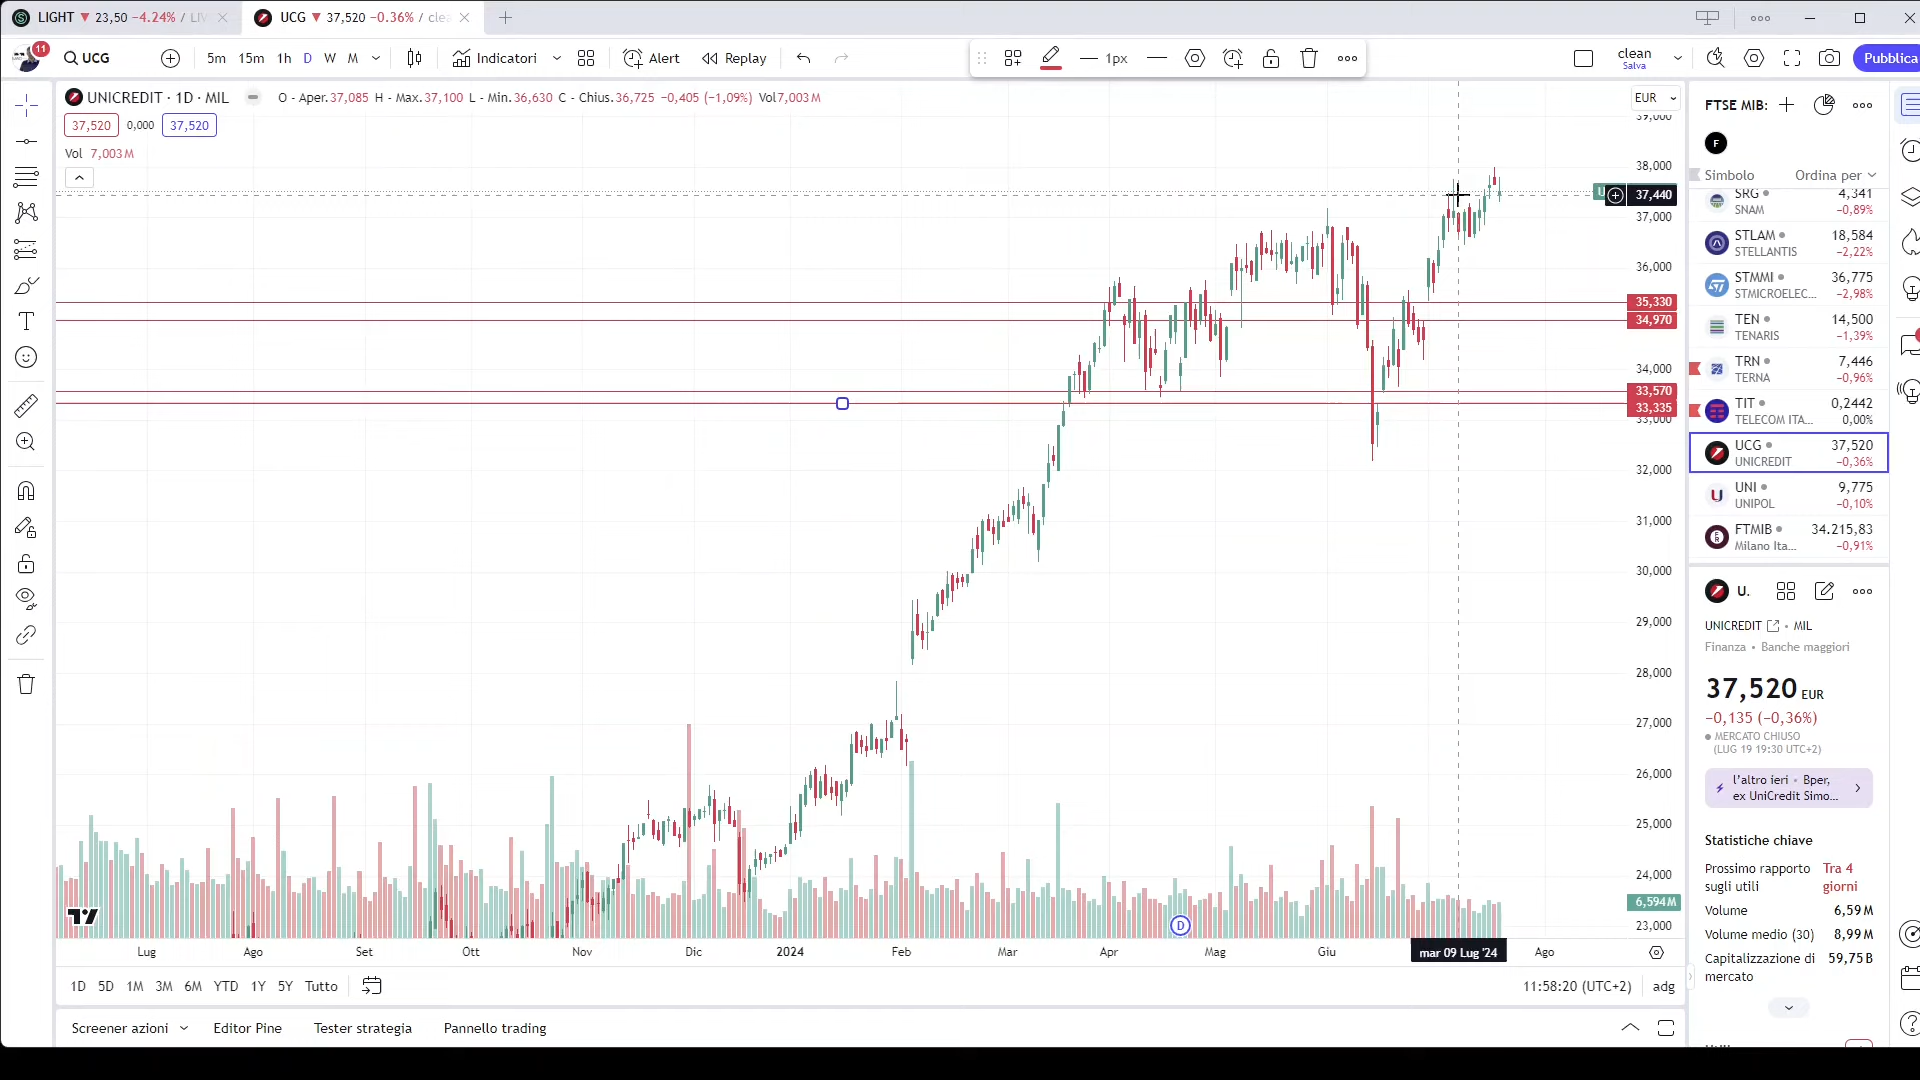 LIGHT ▼ 23,50 −4.24% / LIV
UCG ▼ 37,520 −0.36% / clea
11
UCG
5m 15m 1h D W M
Indicatori
Alert
Replay
1px
clean
Salva
Pubblica
UNICREDIT · 1D · MIL
O - Aper.37,085 H - Max.37,100 L - Min.36,630 C - Chius.36,725 −0,405 (−1,09%) Vol7,003 M
37,520 0,000 37,520
Vol 7,003 M
EUR
39,000
38,000
37,440
37,000
36,000
35,330
34,970
34,000
33,570
33,335
33,000
32,000
31,000
30,000
29,000
28,000
27,000
26,000
25,000
24,000
6,594 M
23,000
D
Lug Ago Set Ott Nov Dic 2024 Feb Mar Apr Mag Giu mar 09 Lug '24 Ago
1D 5D 1M 3M 6M YTD 1Y 5Y Tutto
11:58:20 (UTC+2) adg
Screener azioni Editor Pine Tester strategia Pannello trading
FTSE MIB:
F
Simbolo Ordina per
SRG 4,341
SNAM −0,89%
STLAM 18,584
STELLANTIS −2,22%
STMMI 36,775
STMICROELEC... −2,98%
TEN 14,500
TENARIS −1,39%
TRN 7,446
TERNA −0,96%
TIT 0,2442
TELECOM ITA... 0,00%
UCG 37,520
UNICREDIT −0,36%
UNI 9,775
UNIPOL −0,10%
FTMIB 34.215,83
Milano Ita... −0,91%
U.
UNICREDIT • MIL
Finanza • Banche maggiori
37,520 EUR
−0,135 (−0,36%)
MERCATO CHIUSO
(LUG 19 19:30 UTC+2)
l'altro ieri • Bper,
ex UniCredit Simo...
Statistiche chiave
Prossimo rapporto Tra 4
sugli utili giorni
Volume 6,59 M
Volume medio (30) 8,99 M
Capitalizzazione di 59,75 B
mercato